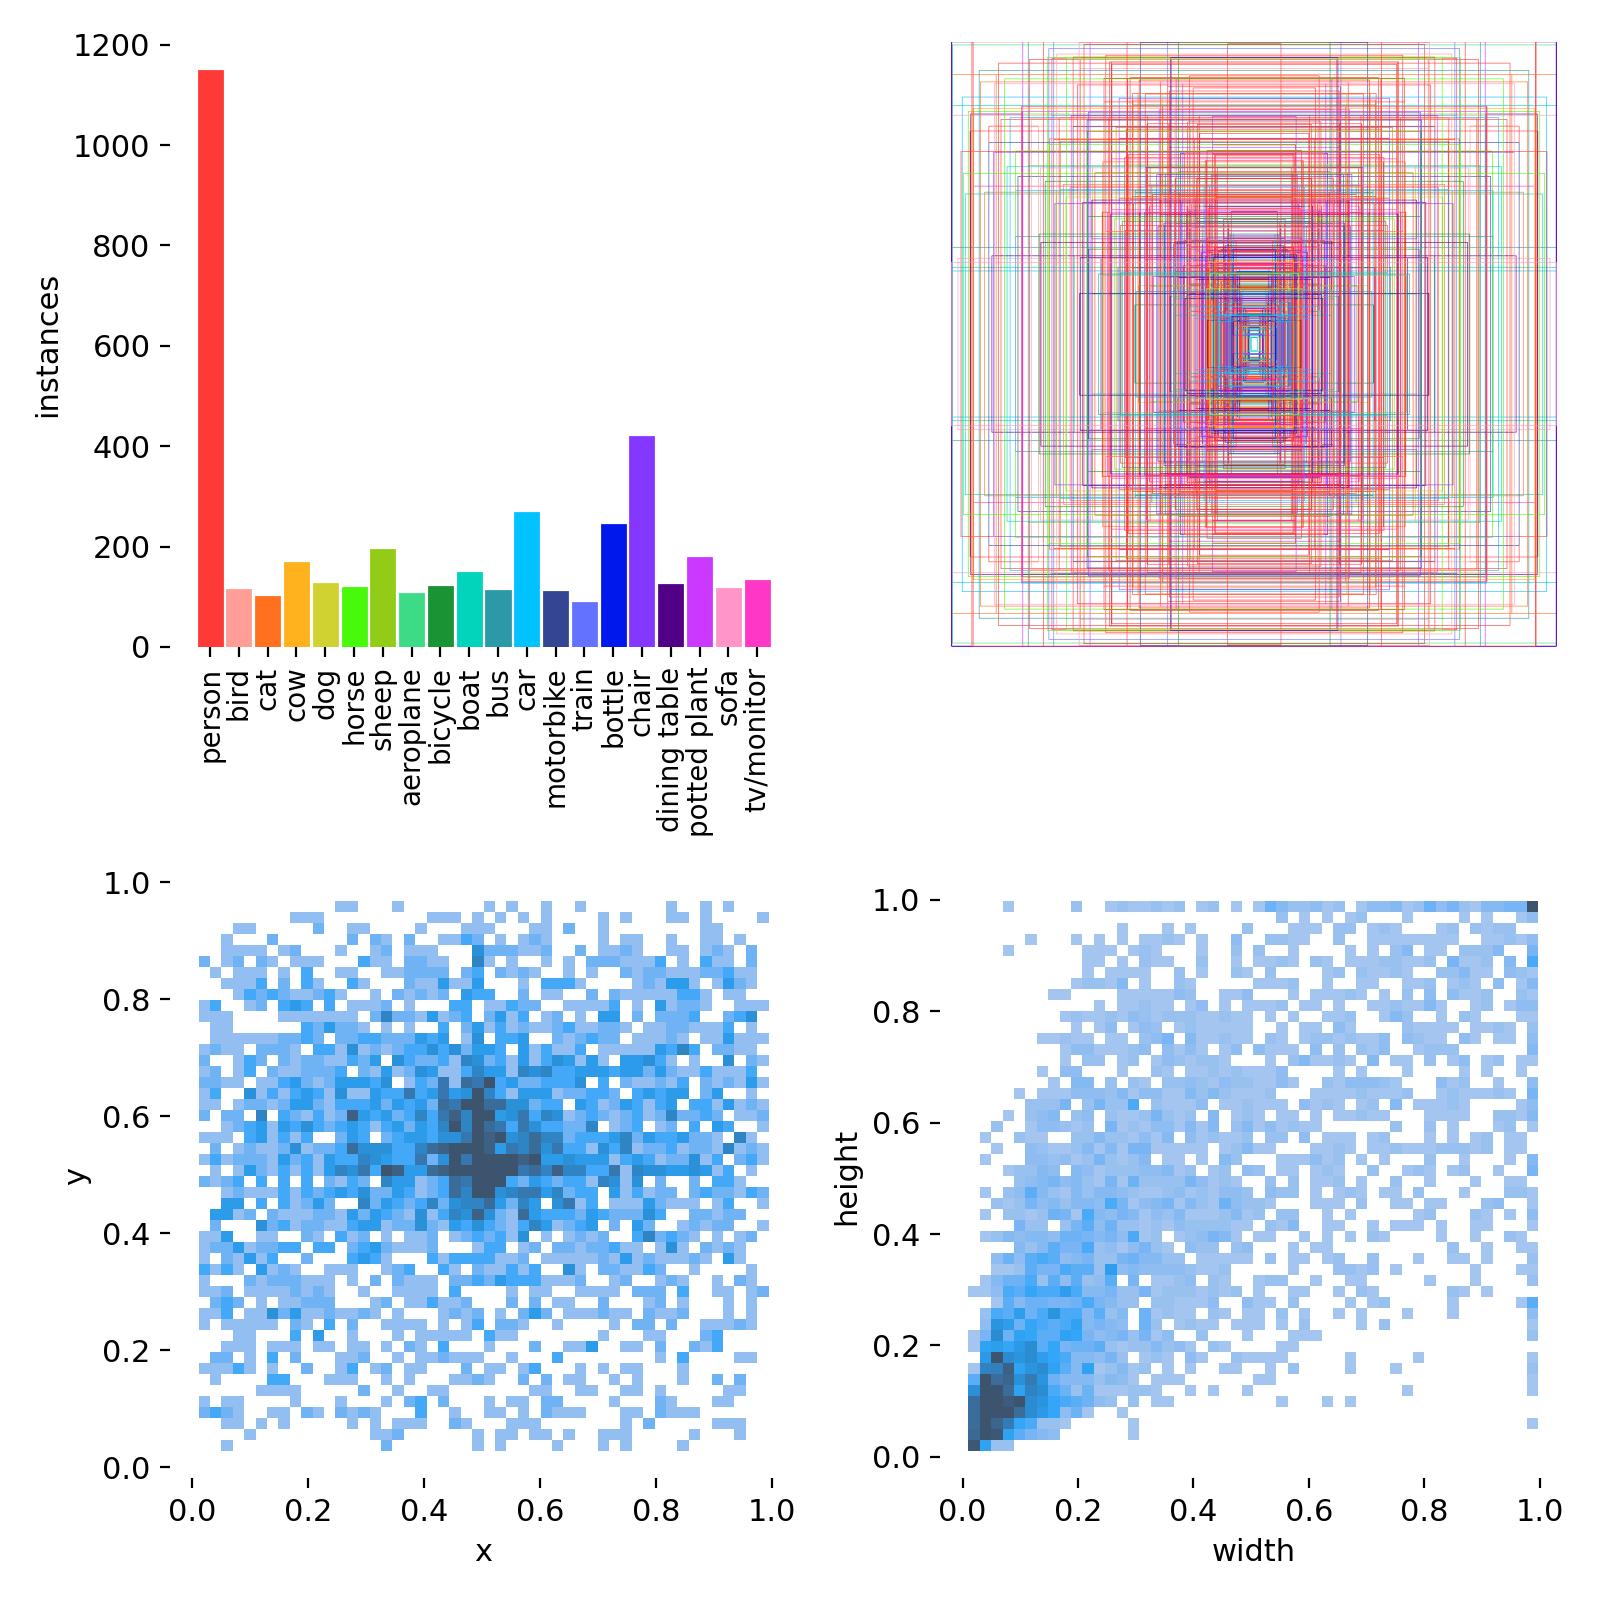 1200
1000
800
600
400
200
0
instances
person
bird
cat
cow
dog
horse
sheep
aeroplane
bicycle
boat
bus
car
motorbike
train
bottle
chair
dining table
potted plant
sofa
tv/monitor
1.0
0.8
0.6
0.4
0.2
0.0
y
0.0 0.2 0.4 0.6 0.8 1.0
x
1.0
0.8
0.6
0.4
0.2
0.0
height
0.0 0.2 0.4 0.6 0.8 1.0
width